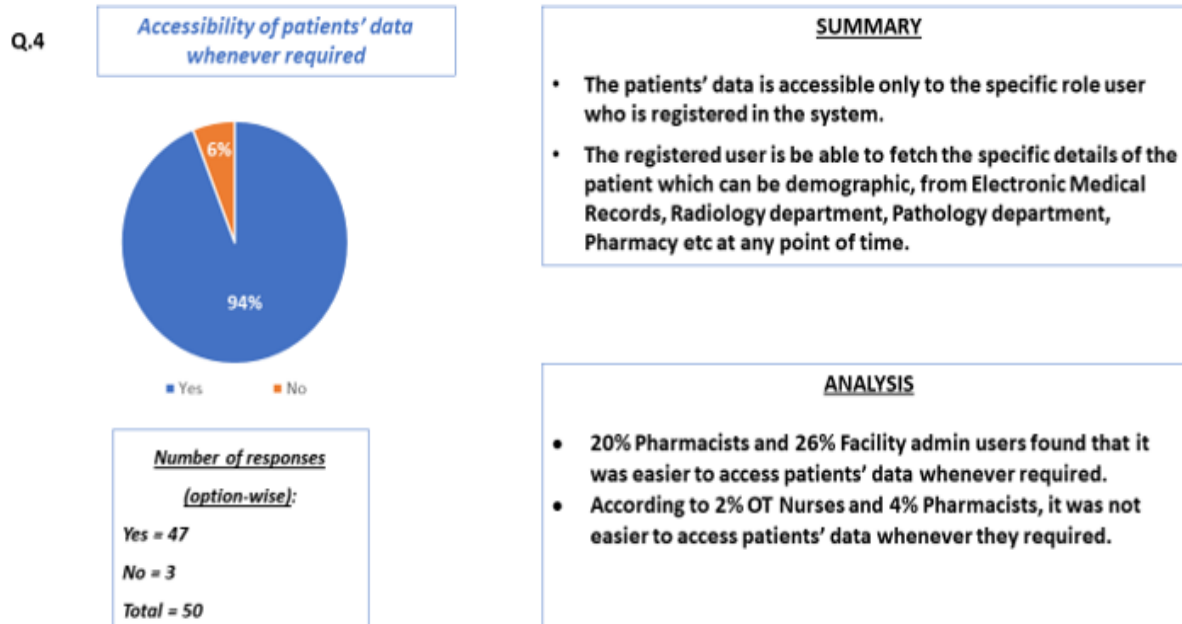 Q.4
Accessibility of patients' data
whenever required
6%
94%
Yes No
Number of responses
(option-wise):
Yes = 47
No = 3
Total = 50
SUMMARY
• The patients' data is accessible only to the specific role user
who is registered in the system.
• The registered user is be able to fetch the specific details of the
patient which can be demographic, from Electronic Medical
Records, Radiology department, Pathology department,
Pharmacy etc at any point of time.
ANALYSIS
• 20% Pharmacists and 26% Facility admin users found that it
was easier to access patients' data whenever required.
• According to 2% OT Nurses and 4% Pharmacists, it was not
easier to access patients' data whenever they required.